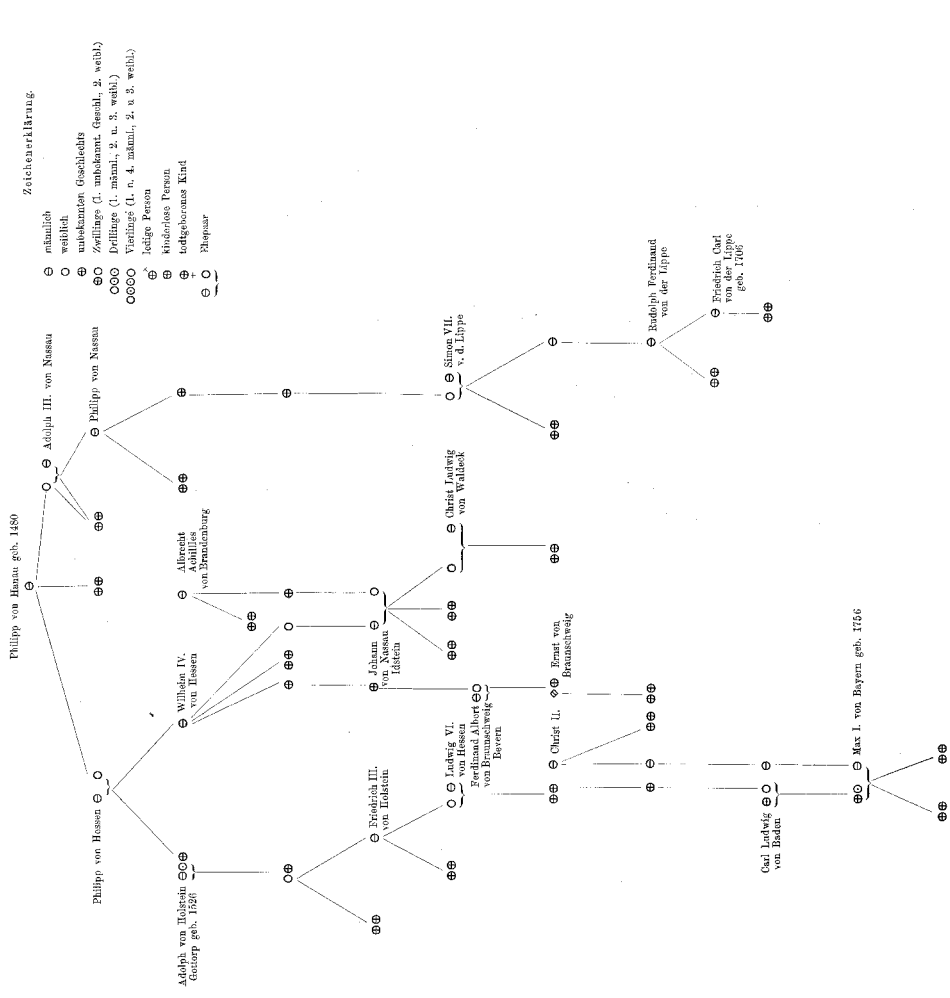 Zeichenerklärung.
männlich
weiblich
unbekannten Geschlechts
Zwillinge (1. unbekannt. Geschl., 2. weibl.)
Drillinge (1. männl., 2. u. 3. weibl.)
Vierlinge (1. u. 4. männl., 2. u 3. weibl.)
ledige Person
kinderlose Person
todtgeborenes Kind
Ehepaar
Philipp von Hanau geb. 1480
Adolph III. von Nassau
Philipp von Nassau
Philipp von Hessen
Albrecht
Achilles
von Brandenburg
Wilhelm IV.
von Hessen
Adolph von Holstein
Gottorp geb. 1526
Johann
von Nassau
Idstein
Friedrich III.
von Holstein
Simon VII.
v. d. Lippe
Christ Ludwig
von Waldeck
Ludwig VI.
von Hessen
Ferdinand Albert
von Braunschweig
Bevern
Ernst von
Braunschweig
Christ II.
Rudolph Ferdinand
von der Lippe
Friedrich Carl
von der Lippe
geb. 1706
Carl Ludwig
von Baden
Max I. von Bayern geb. 1756